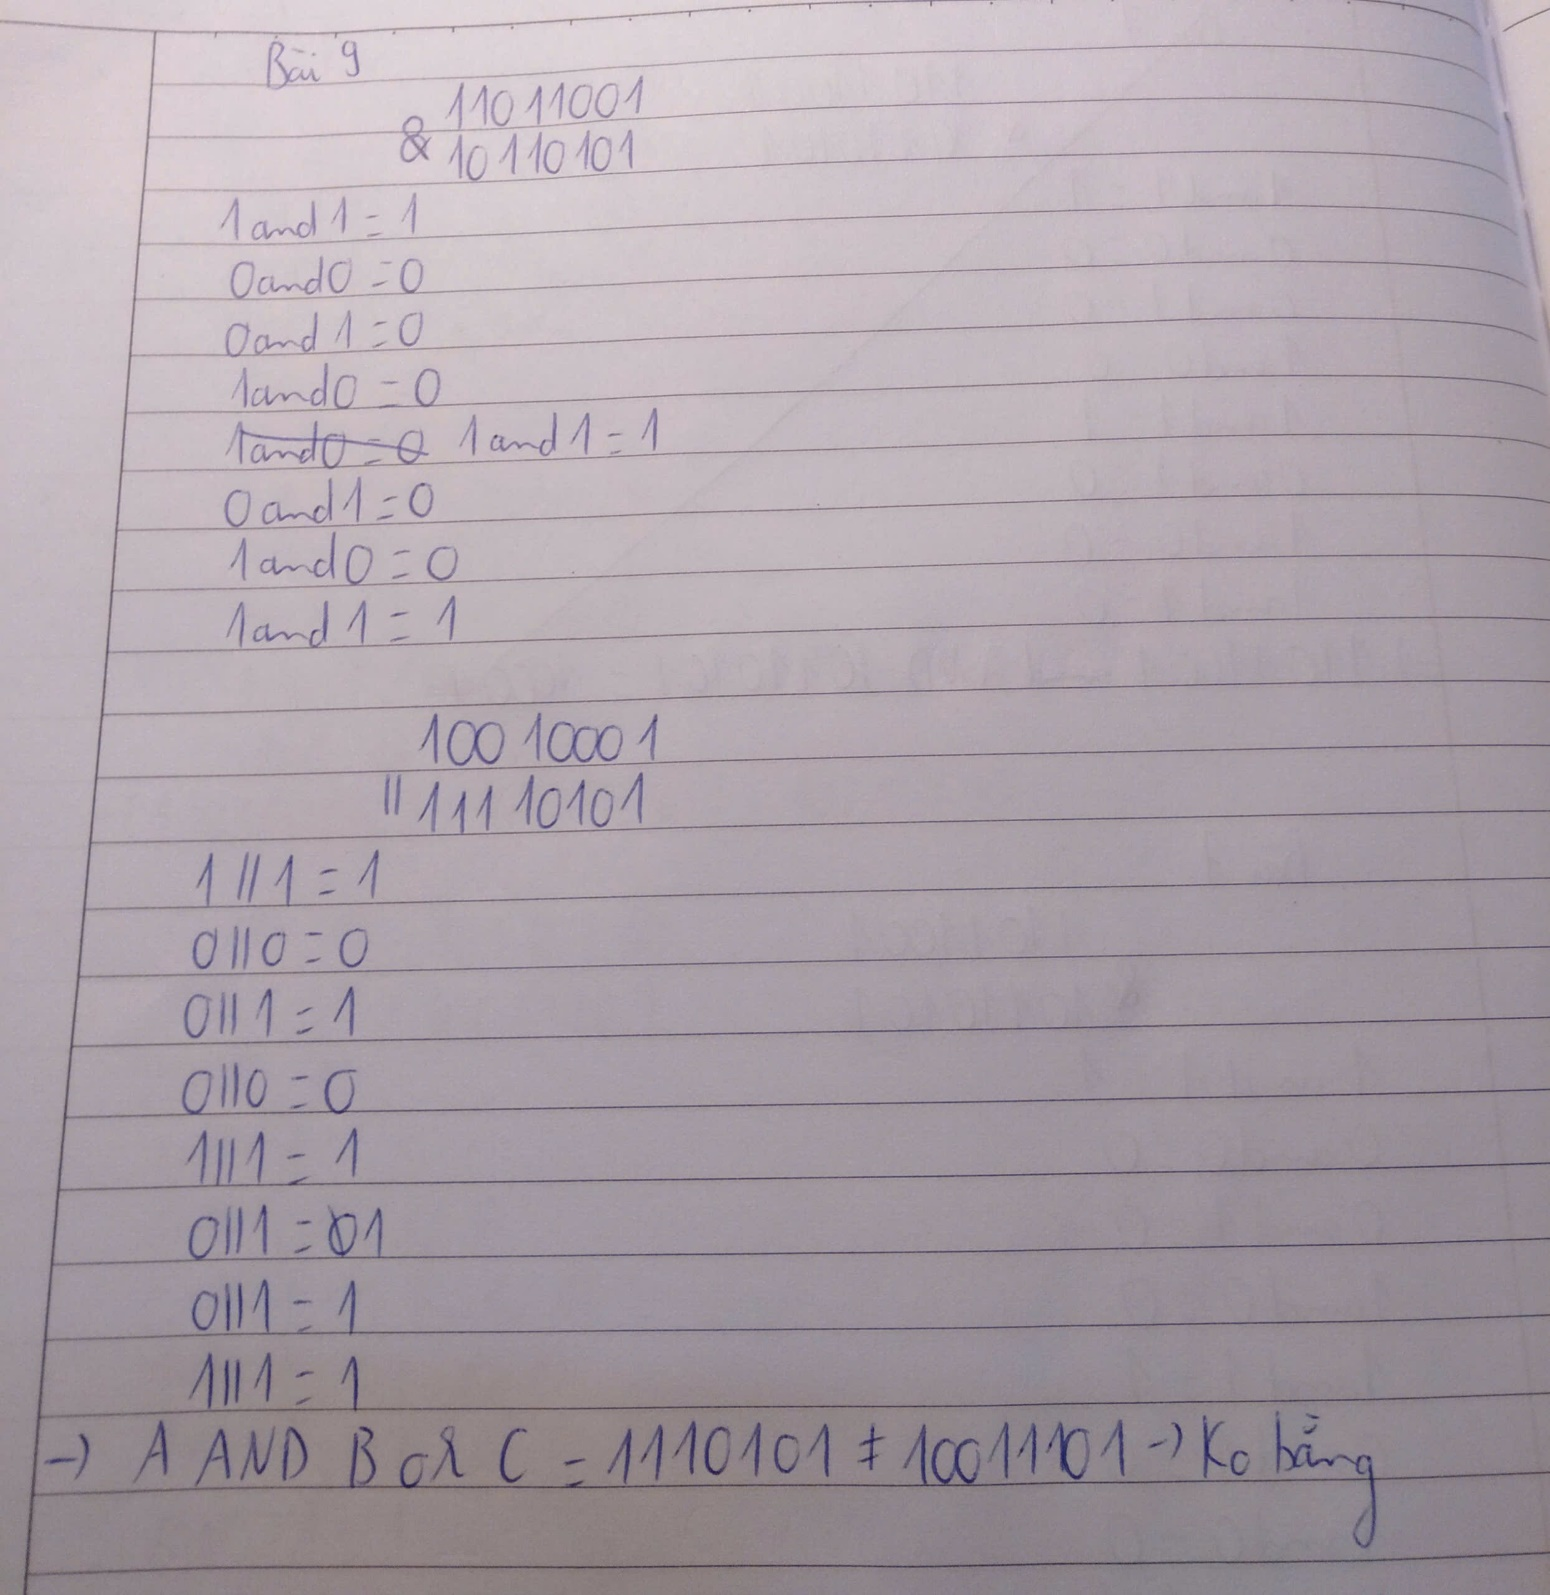 Bài 9
11011001
& 10110101
1 and 1 = 1
0 and 0 = 0
0 and 1 = 0
1 and 0 = 0
1 and 0 = 0 1 and 1 = 1
0 and 1 = 0
1 and 0 = 0
1 and 1 = 1
10010001
|| 11110101
1 || 1 = 1
0 || 0 = 0
0 || 1 = 1
0 || 0 = 0
1 || 1 = 1
0 || 1 = 01
0 || 1 = 1
1 || 1 = 1
→ A AND B OR C = 1110101 ≠ 10011101 → Ko bằng